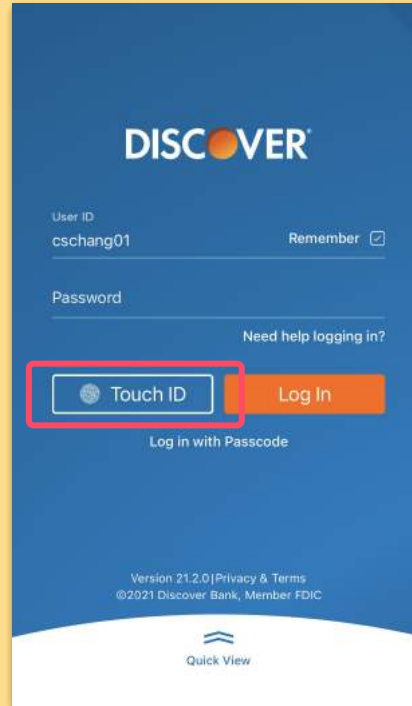 DISCOVER
User ID
cschang01
Remember
Password
Need help logging in?
Touch ID
Log In
Log in with Passcode
Version 21.2.0|Privacy & Terms
©2021 Discover Bank, Member FDIC
Quick View